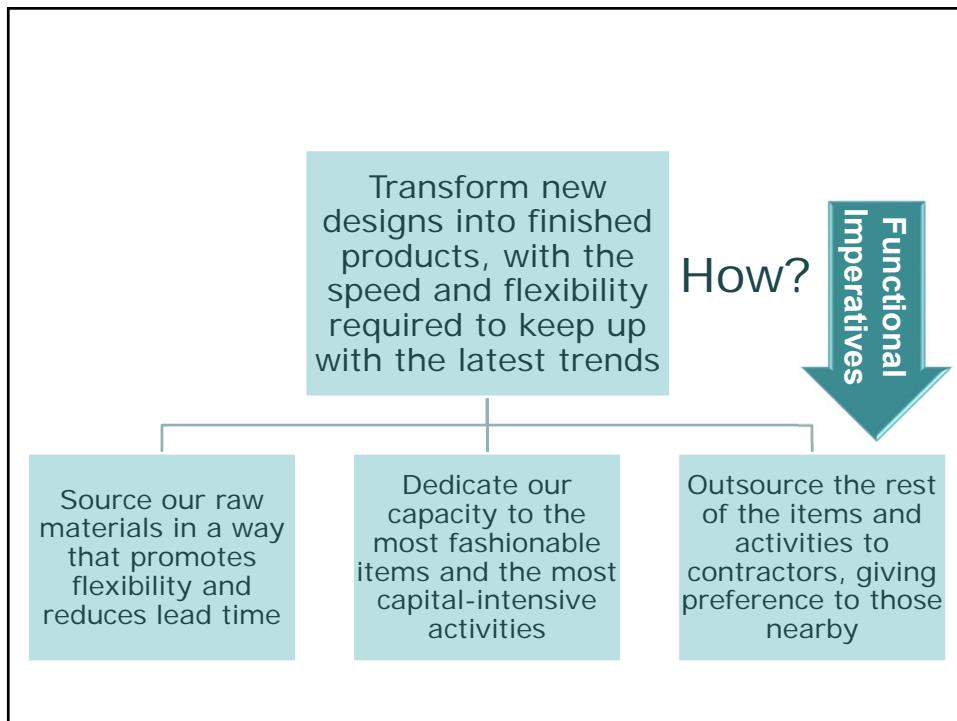 Transform new
designs into finished
products, with the
speed and flexibility
required to keep up
with the latest trends
How?
Functional
Imperatives
Source our raw
materials in a way
that promotes
flexibility and
reduces lead time
Dedicate our
capacity to the
most fashionable
items and the most
capital-intensive
activities
Outsource the rest
of the items and
activities to
contractors, giving
preference to those
nearby